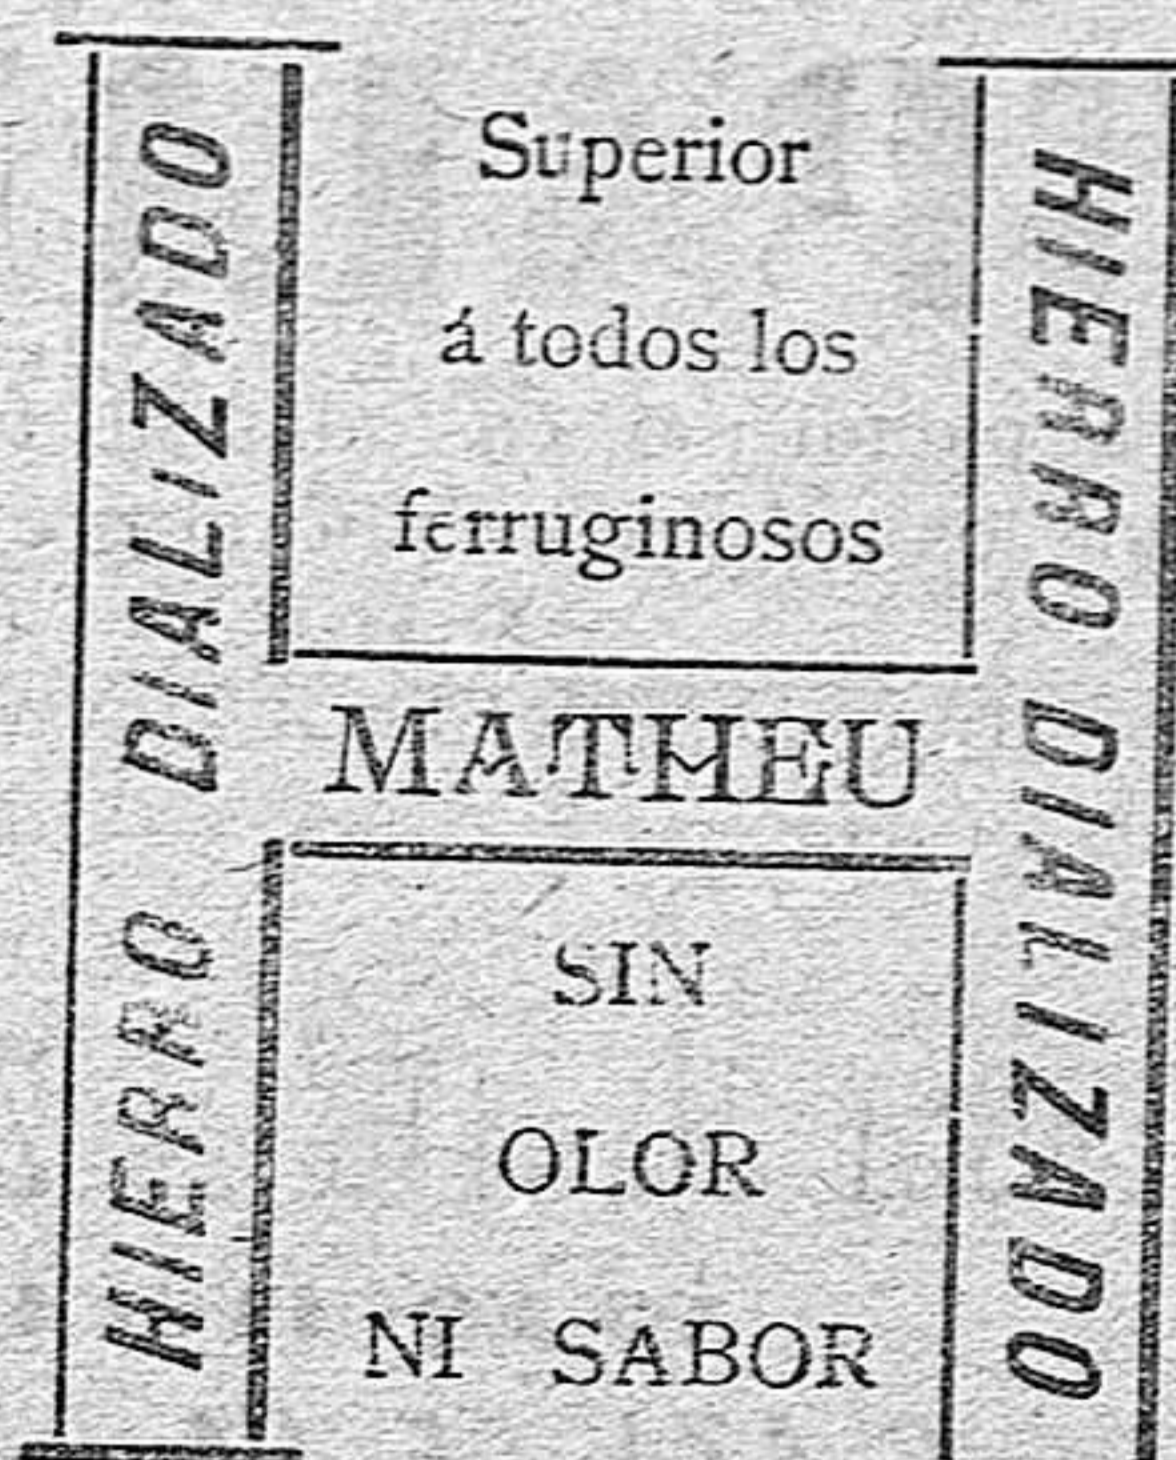 HIERRO DIALIZADO
Superior
á todos los
ferruginosos
MATHEU
SIN
OLOR
NI SABOR
HIERRO DIALIZADO